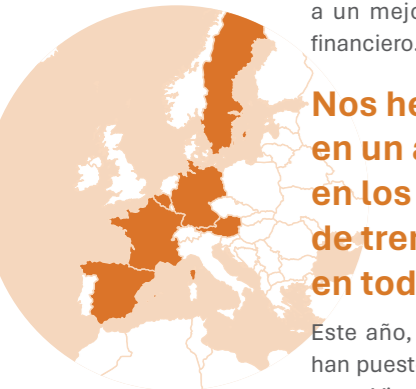 a un mejo
financiero.
Nos he
en un a
en los
de tren
en tod
Este año,
han puest